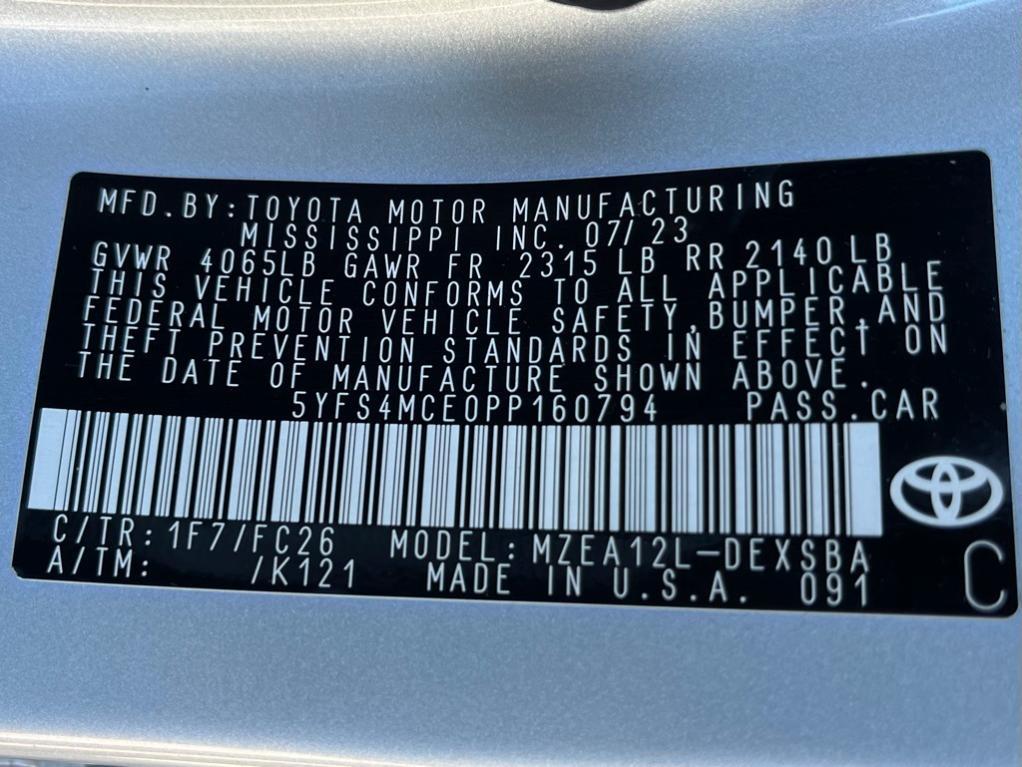 MFD.BY:TOYOTA MOTOR MANUFACTURING
MISSISSIPPI INC. 07/23
GVWR 4065LB GAWR FR 2315 LB RR 2140 LB
THIS VEHICLE CONFORMS TO ALL APPLICABLE
FEDERAL MOTOR VEHICLE SAFETY,BUMPER,AND
THEFT PREVENTION STANDARDS IN EFFECT ON
THE DATE OF MANUFACTURE SHOWN ABOVE.
5YFS4MCE0PP160794 PASS.CAR
C/TR: 1F7/FC26 MODEL: MZEA12L-DEXSBA
A/TM: /K121 MADE IN U.S.A. 091
C